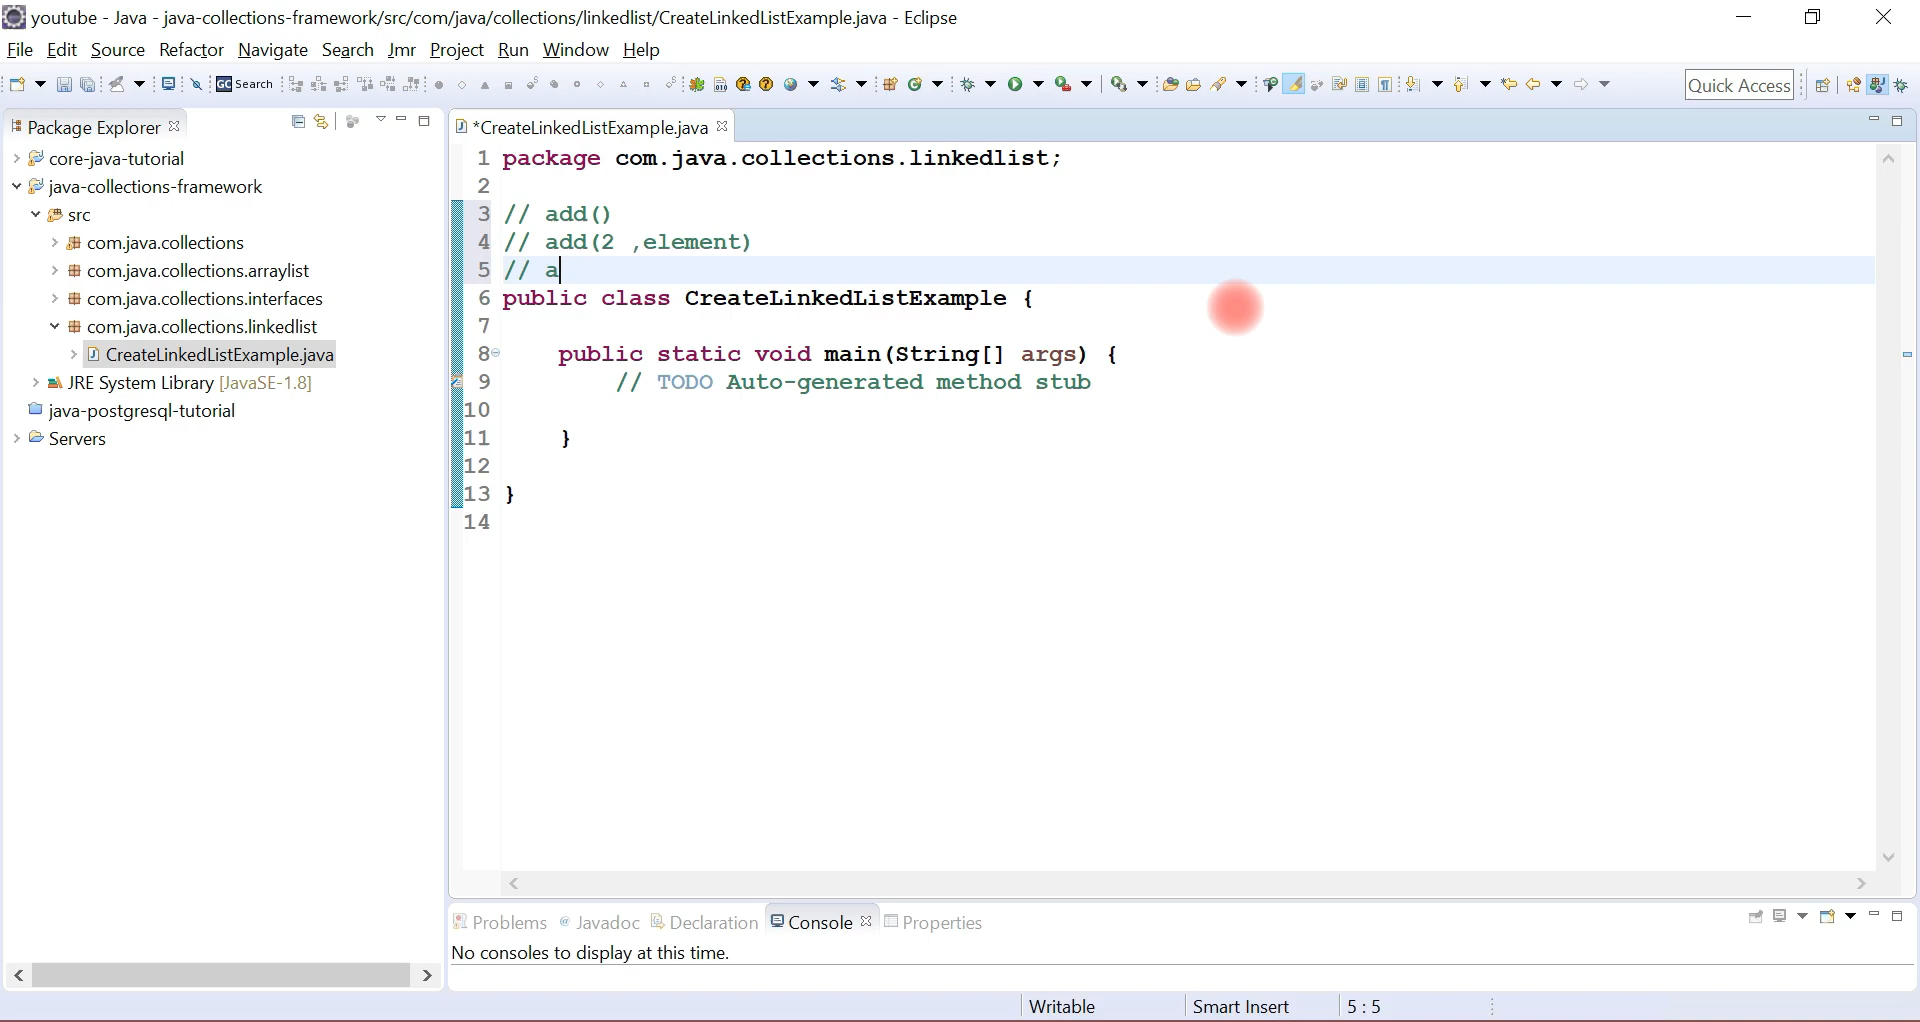 youtube - Java - java-collections-framework/src/com/java/collections/linkedlist/CreateLinkedListExample.java - Eclipse
File Edit Source Refactor Navigate Search Jmr Project Run Window Help
GC Search
Quick Access
Package Explorer
*CreateLinkedListExample.java
core-java-tutorial
java-collections-framework
src
com.java.collections
com.java.collections.arraylist
com.java.collections.interfaces
com.java.collections.linkedlist
CreateLinkedListExample.java
JRE System Library [JavaSE-1.8]
java-postgresql-tutorial
Servers
1 package com.java.collections.linkedlist;
2
3 // add()
4 // add(2 ,element)
5 // a
6 public class CreateLinkedListExample {
7
8 public static void main(String[] args) {
9 // TODO Auto-generated method stub
10
11 }
12
13 }
14
Problems @ Javadoc Declaration Console Properties
No consoles to display at this time.
Writable Smart Insert 5 : 5